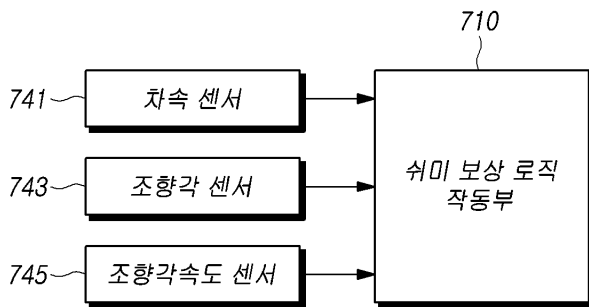 710
741
차속 센서
743
조향각 센서
쉬미 보상 로직
작동부
745
조향각속도 센서